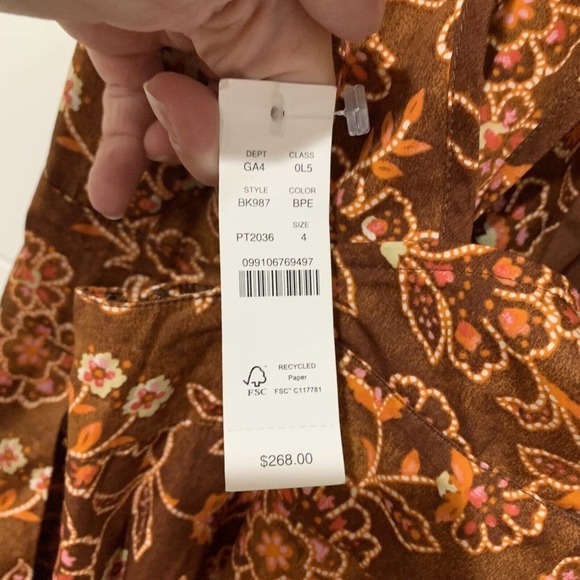 DEPT CLASS
GA4 0L5
STYLE COLOR
BK987 BPE
SIZE
PT2036 4
099106769497
RECYCLED
Paper
FSC FSC® C117781
$268.00